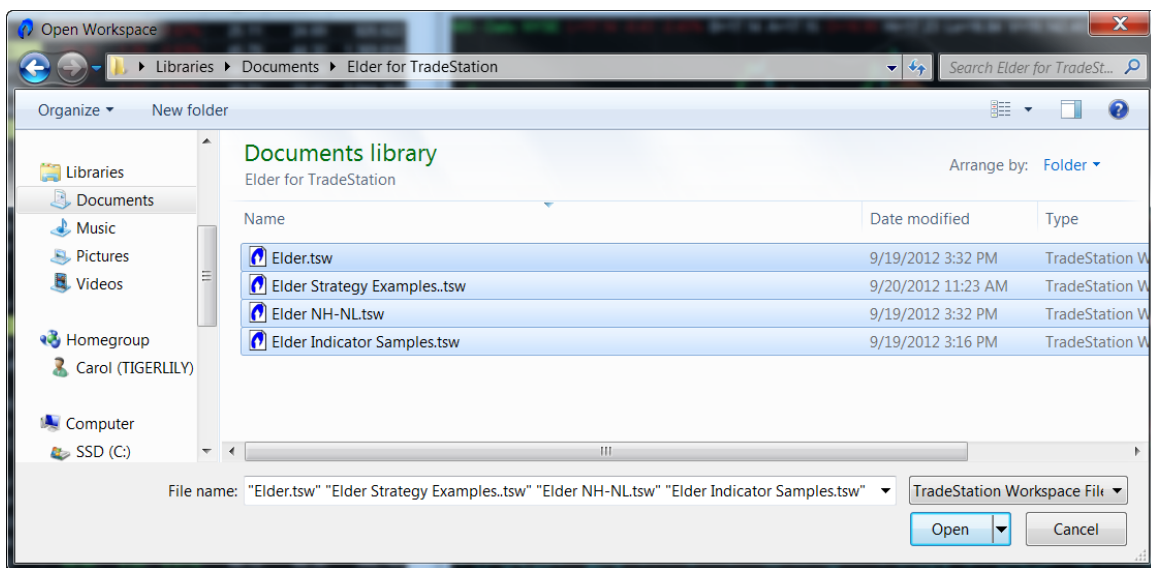 Open Workspace
Libraries Documents Elder for TradeStation
Search Elder for TradeSt...
Organize New folder
Libraries
Documents
Music
Pictures
Videos
Homegroup
Carol (TIGERLILY)
Computer
SSD (C:)
Documents library
Elder for TradeStation
Arrange by: Folder
Name Date modified Type
Elder.tsw 9/19/2012 3:32 PM TradeStation W
Elder Strategy Examples..tsw 9/20/2012 11:23 AM TradeStation W
Elder NH-NL.tsw 9/19/2012 3:32 PM TradeStation W
Elder Indicator Samples.tsw 9/19/2012 3:16 PM TradeStation W
File name: "Elder.tsw" "Elder Strategy Examples..tsw" "Elder NH-NL.tsw" "Elder Indicator Samples.tsw" TradeStation Workspace File
Open Cancel